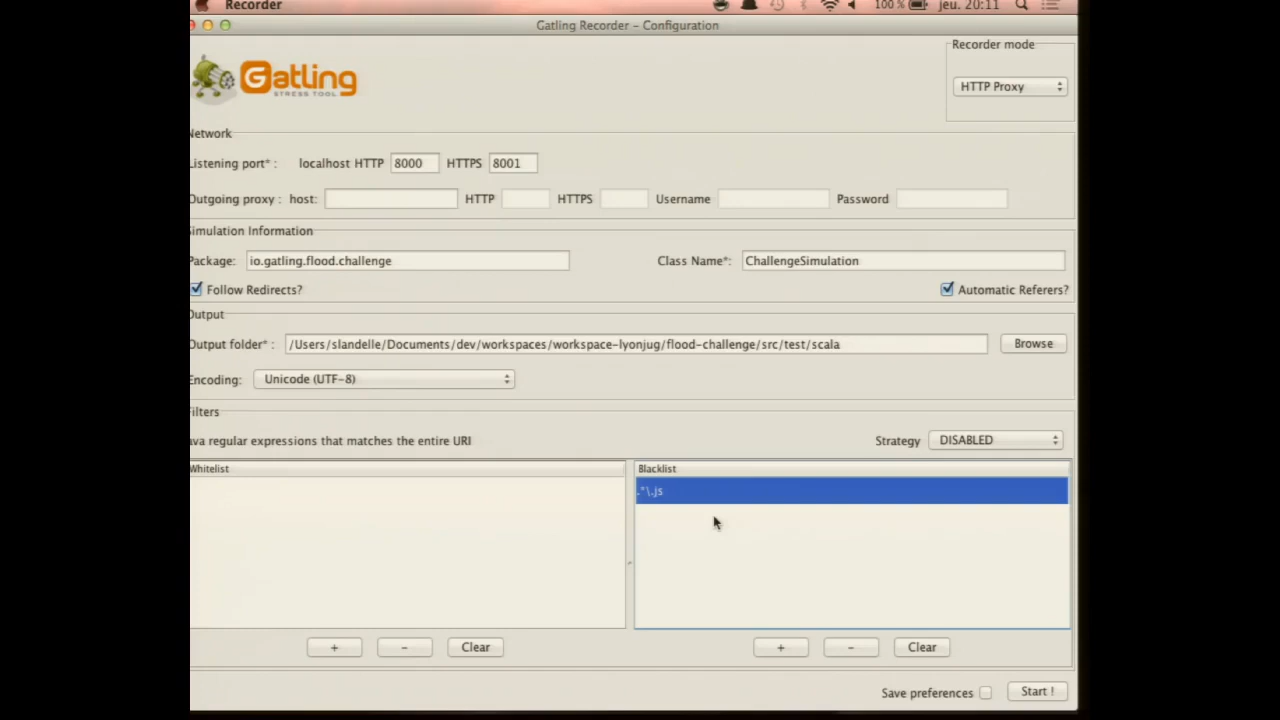 Recorder 100 % jeu. 20:11
Gatling Recorder – Configuration
Gatling
STRESS TOOL
Recorder mode
HTTP Proxy
Network
Listening port* : localhost HTTP 8000 HTTPS 8001
Outgoing proxy : host: HTTP HTTPS Username Password
Simulation Information
Package: io.gatling.flood.challenge Class Name*: ChallengeSimulation
Follow Redirects? Automatic Referers?
Output
Output folder* : /Users/slandelle/Documents/dev/workspaces/workspace-lyonjug/flood-challenge/src/test/scala Browse
Encoding: Unicode (UTF-8)
Filters
ava regular expressions that matches the entire URI Strategy DISABLED
Whitelist Blacklist
.*\.js
+ – Clear + – Clear
Save preferences Start !